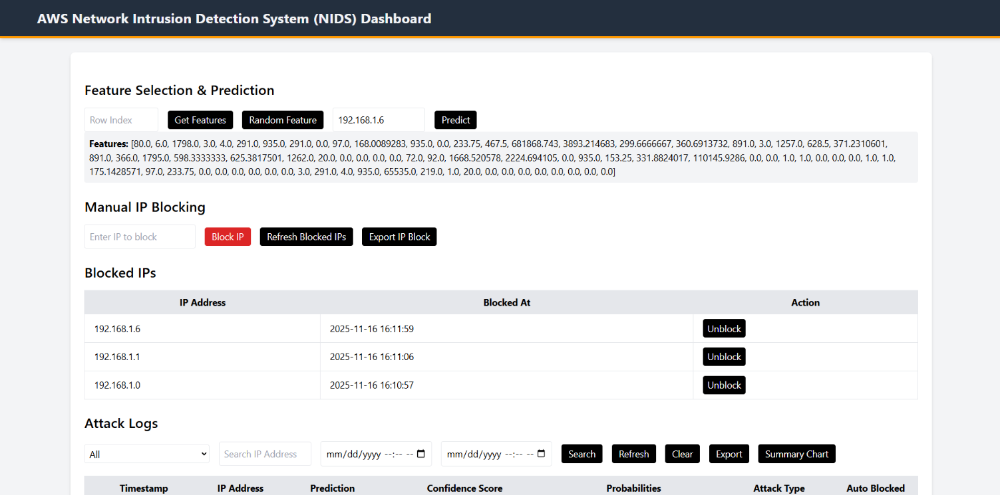 AWS Network Intrusion Detection System (NIDS) Dashboard
Feature Selection & Prediction
Row Index Get Features Random Feature 192.168.1.6 Predict
Features: [80.0, 6.0, 1798.0, 3.0, 4.0, 291.0, 935.0, 291.0, 0.0, 97.0, 168.0089283, 935.0, 0.0, 233.75, 467.5, 681868.743, 3893.214683, 299.6666667, 360.6913732, 891.0, 3.0, 1257.0, 628.5, 371.2310601,
891.0, 366.0, 1795.0, 598.3333333, 625.3817501, 1262.0, 20.0, 0.0, 0.0, 0.0, 0.0, 72.0, 92.0, 1668.520578, 2224.694105, 0.0, 935.0, 153.25, 331.8824017, 110145.9286, 0.0, 0.0, 1.0, 1.0, 0.0, 0.0, 0.0, 1.0, 1.0,
175.1428571, 97.0, 233.75, 0.0, 0.0, 0.0, 0.0, 0.0, 0.0, 3.0, 291.0, 4.0, 935.0, 65535.0, 219.0, 1.0, 20.0, 0.0, 0.0, 0.0, 0.0, 0.0, 0.0, 0.0, 0.0]
Manual IP Blocking
Enter IP to block Block IP Refresh Blocked IPs Export IP Block
Blocked IPs
IP Address Blocked At Action
192.168.1.6 2025-11-16 16:11:59 Unblock
192.168.1.1 2025-11-16 16:11:06 Unblock
192.168.1.0 2025-11-16 16:10:57 Unblock
Attack Logs
All Search IP Address mm/dd/yyyy --:-- -- mm/dd/yyyy --:-- -- Search Refresh Clear Export Summary Chart
Timestamp IP Address Prediction Confidence Score Probabilities Attack Type Auto Blocked